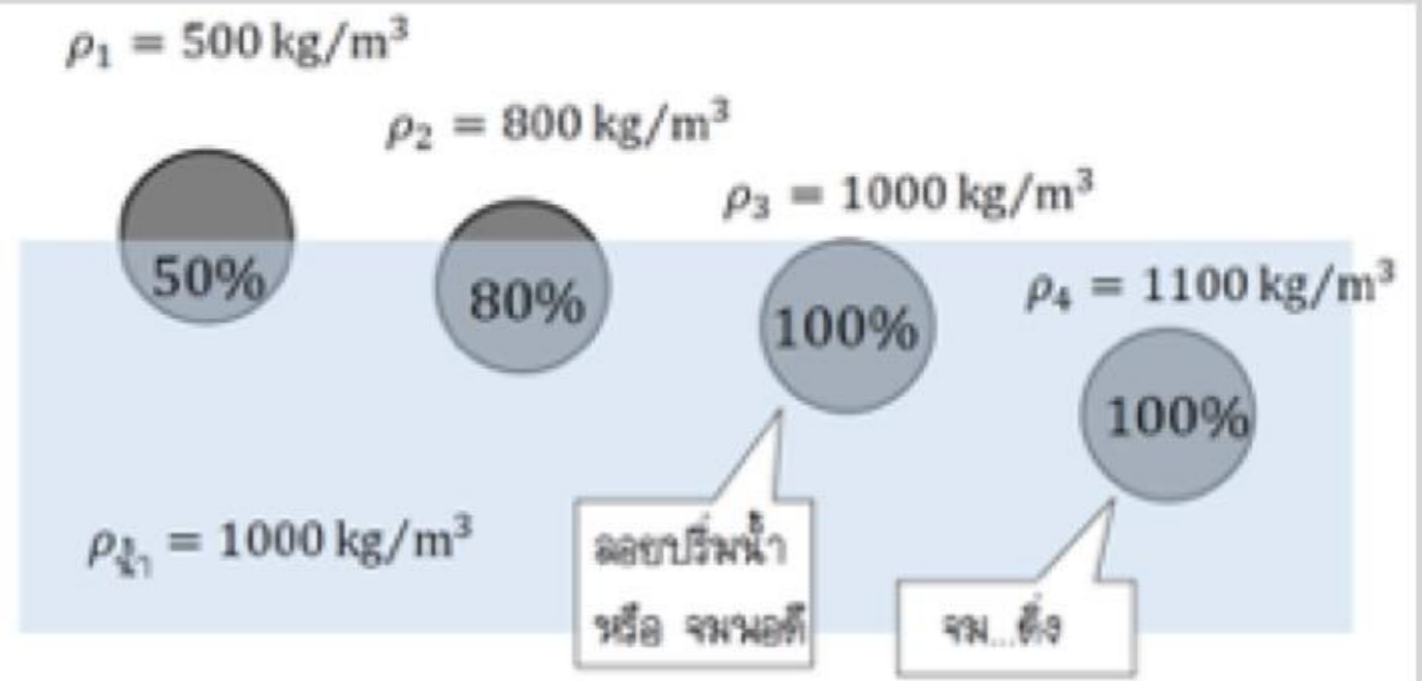 ρ₁ = 500 kg/m³
ρ₂ = 800 kg/m³
ρ₃ = 1000 kg/m³
ρ₄ = 1100 kg/m³
50%
80%
100%
100%
ρน้ำ = 1000 kg/m³
ลอยปริ่มน้ำ
หรือ จมพอดี
จม...ดิ่ง